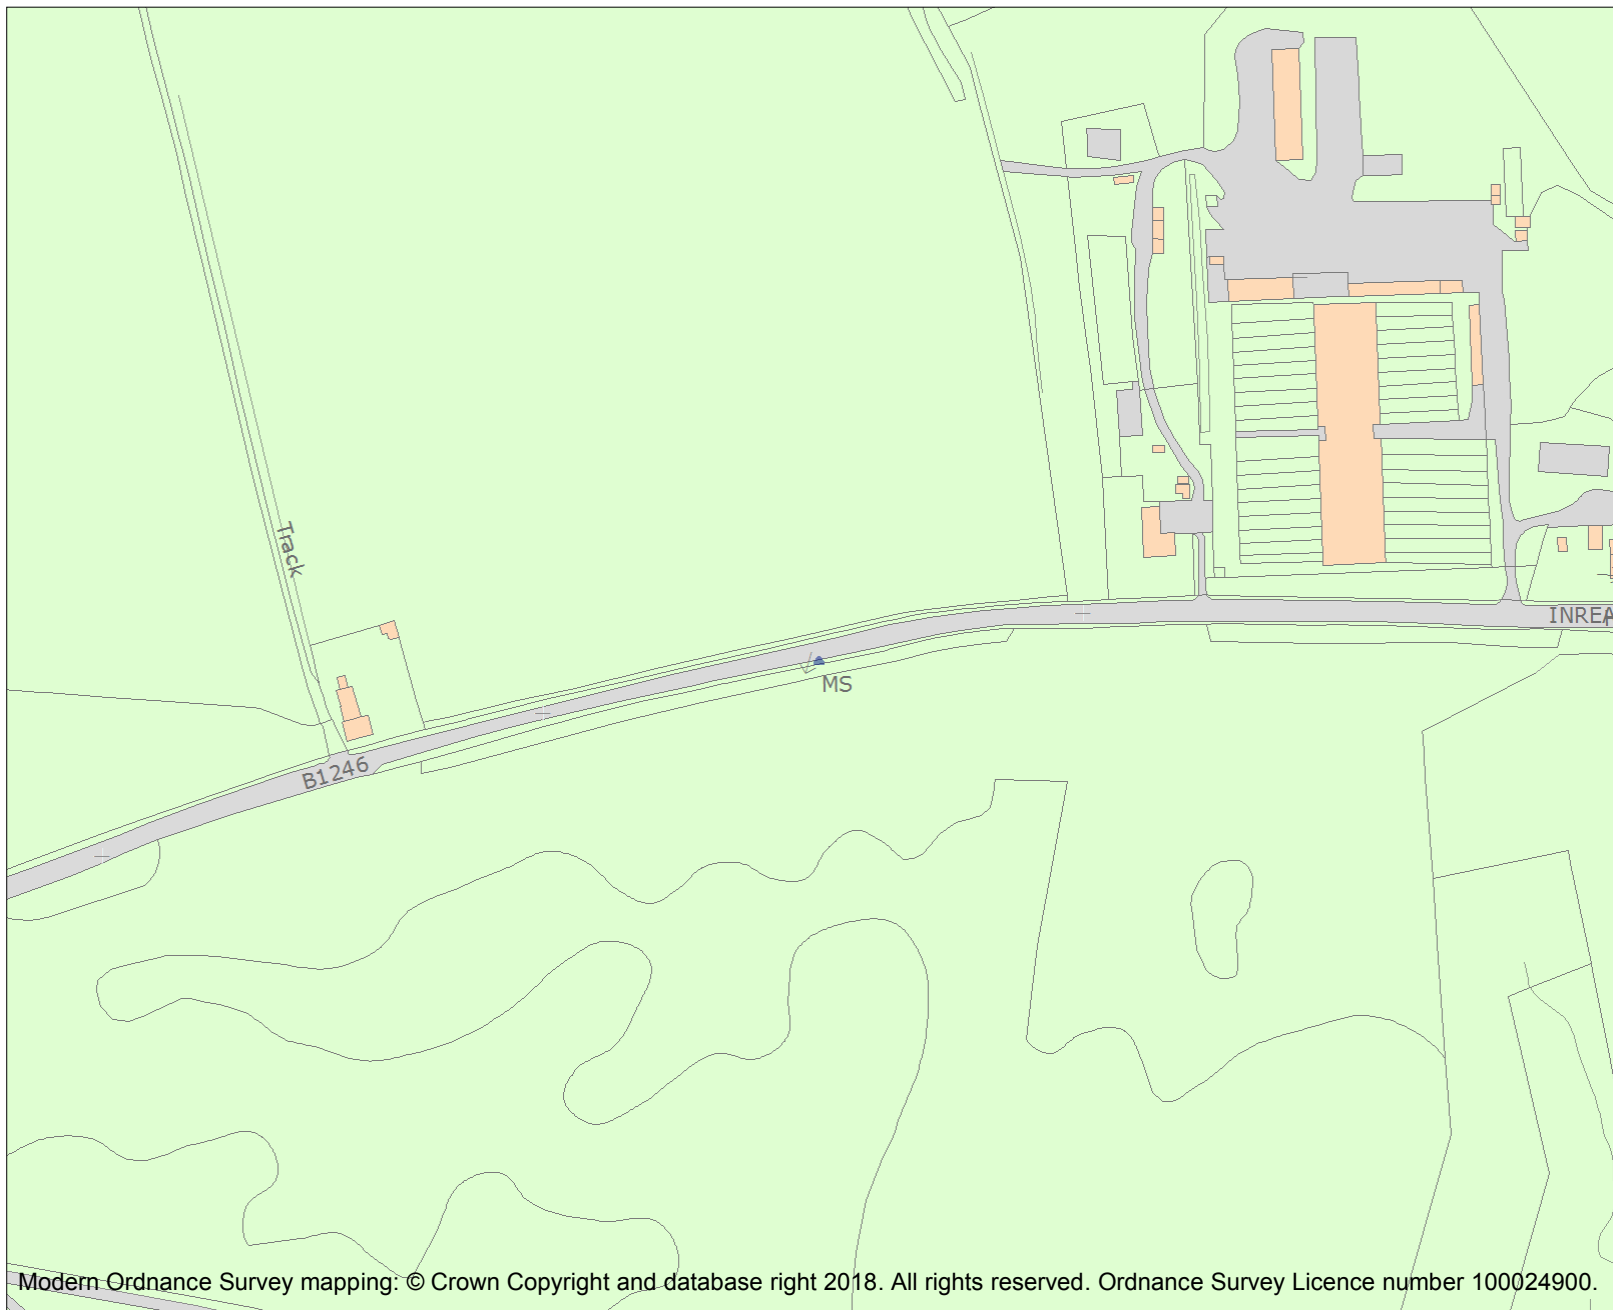 Track
INREA
MS
B1246
Modern Ordnance Survey mapping: © Crown Copyright and database right 2018. All rights reserved. Ordnance Survey Licence number 100024900.